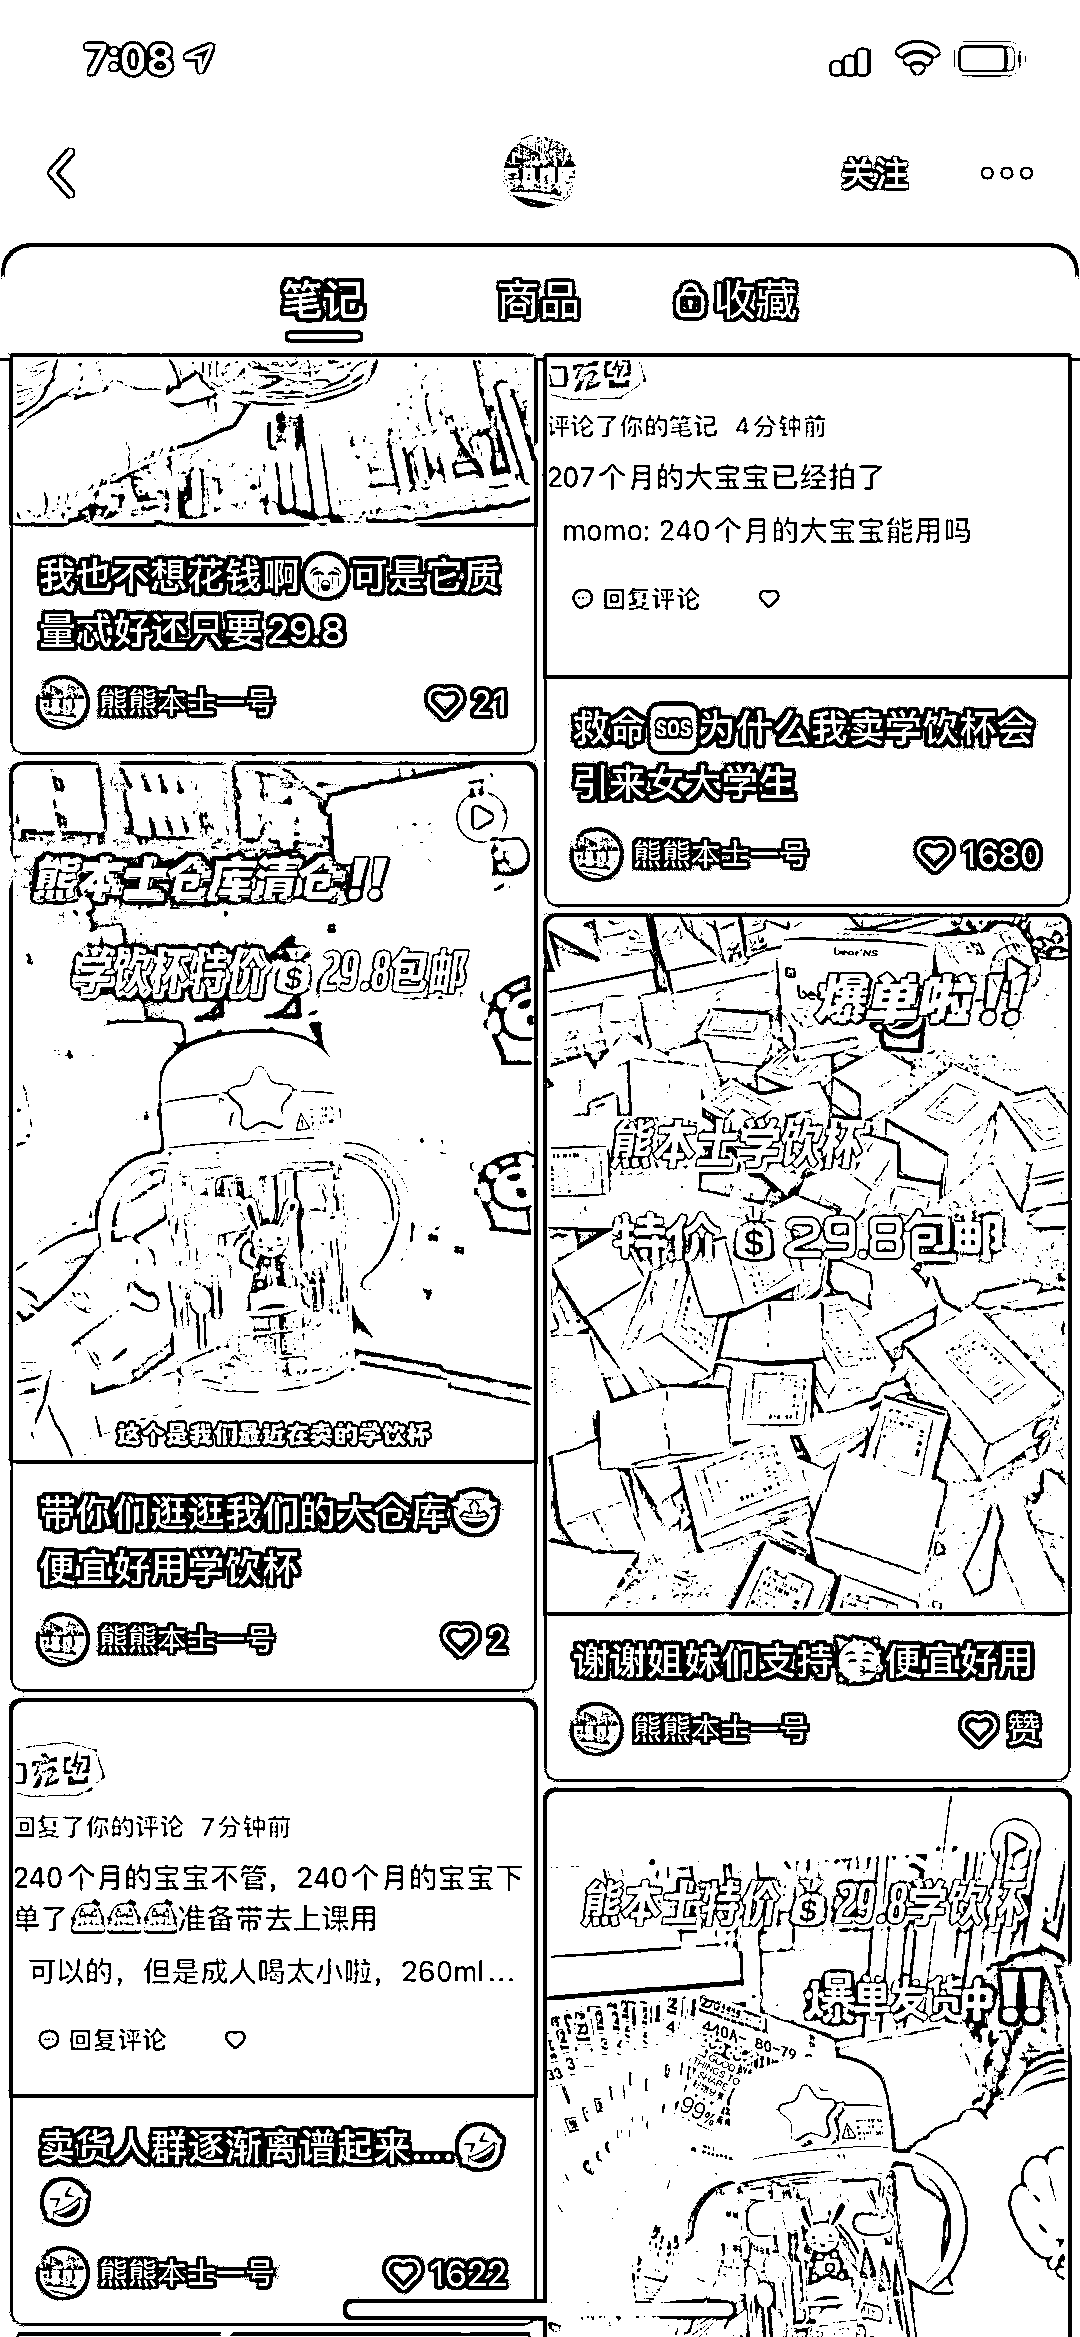 7:08
关注
笔记
商品
收藏
我也不想花钱啊😭可是它质
量忒好还只要29.8
熊熊本士一号
21
熊本士仓库清仓!!
学饮杯特价💰29.8包邮
这个是我们最近在卖的学饮杯
带你们逛逛我们的大仓库🤩
便宜好用学饮杯
熊熊本士一号
2
回复了你的评论 7分钟前
240个月的宝宝不管，240个月的宝宝下
单了准备带去上课用
可以的，但是成人喝太小啦，260ml...
回复评论
卖货人群逐渐离谱起来....🤣
🤣
熊熊本士一号
1622
评论了你的笔记 4分钟前
207个月的大宝宝已经拍了
momo: 240个月的大宝宝能用吗
回复评论
救命🆘为什么我卖学饮杯会
引来女大学生
熊熊本士一号
1680
bear'NS
爆单啦!!
熊本士学饮杯
特价💰29.8包邮
谢谢姐妹们支持便宜好用
熊熊本士一号
赞
熊本士特价💰29.8学饮杯
爆单发货中!!
440A- B0-79
GOOD
THINGS TO
SHARE
99%